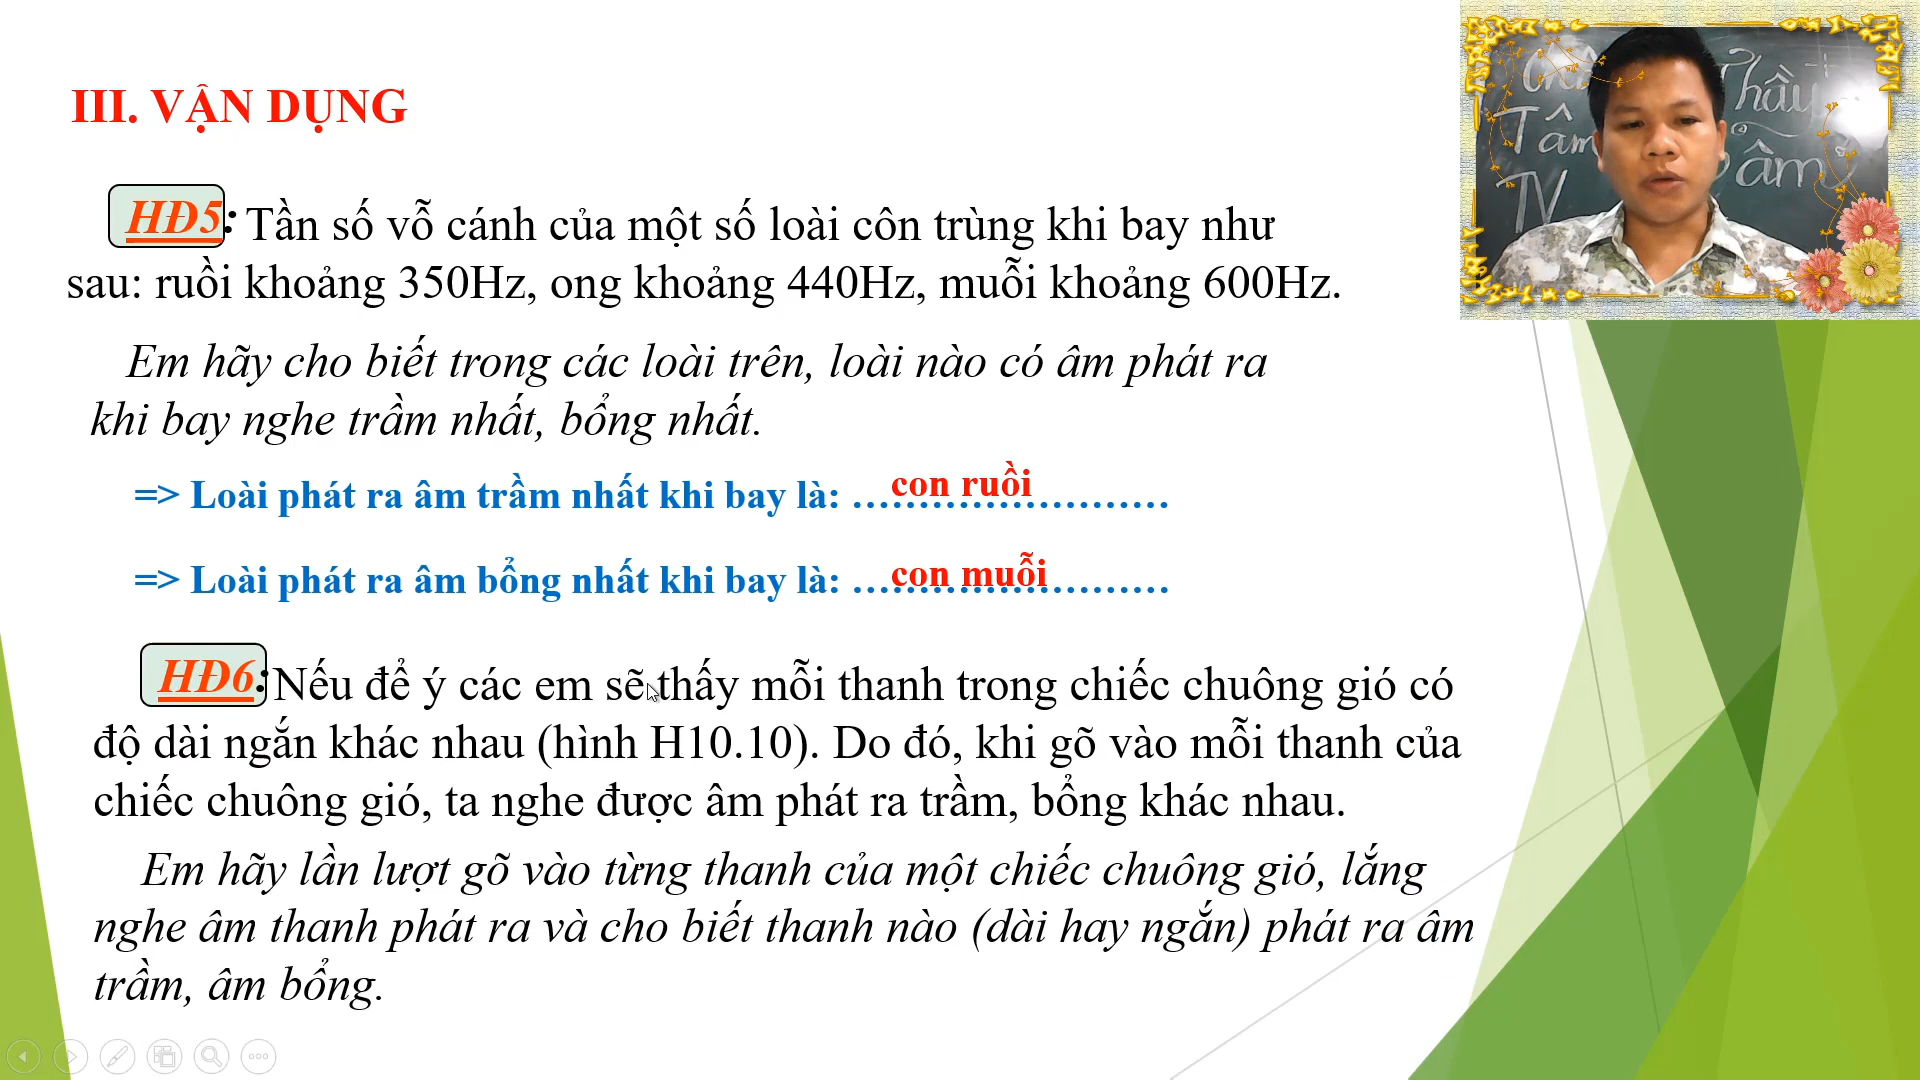 III. VẬN DỤNG
HĐ5: Tần số vỗ cánh của một số loài côn trùng khi bay như
sau: ruồi khoảng 350Hz, ong khoảng 440Hz, muỗi khoảng 600Hz.
Em hãy cho biết trong các loài trên, loài nào có âm phát ra
khi bay nghe trầm nhất, bổng nhất.
=> Loài phát ra âm trầm nhất khi bay là: ...con ruồi...
=> Loài phát ra âm bổng nhất khi bay là: ...con muỗi...
HĐ6: Nếu để ý các em sẽ thấy mỗi thanh trong chiếc chuông gió có
độ dài ngắn khác nhau (hình H10.10). Do đó, khi gõ vào mỗi thanh của
chiếc chuông gió, ta nghe được âm phát ra trầm, bổng khác nhau.
Em hãy lần lượt gõ vào từng thanh của một chiếc chuông gió, lắng
nghe âm thanh phát ra và cho biết thanh nào (dài hay ngắn) phát ra âm
trầm, âm bổng.
Thầy
Tâm
TV